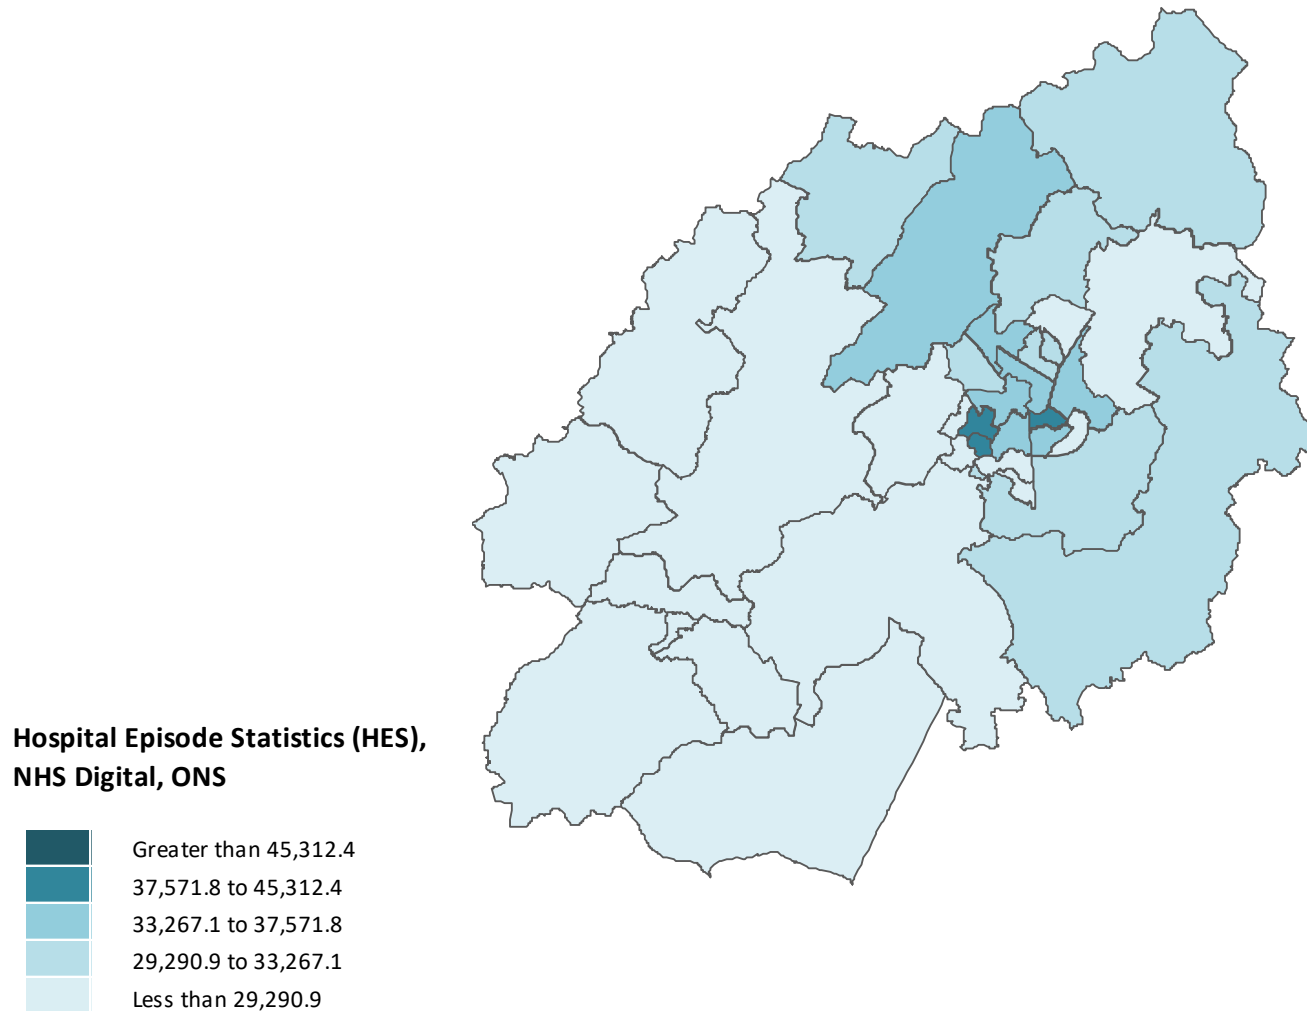 Hospital Episode Statistics (HES),
NHS Digital, ONS
Greater than 45,312.4
37,571.8 to 45,312.4
33,267.1 to 37,571.8
29,290.9 to 33,267.1
Less than 29,290.9